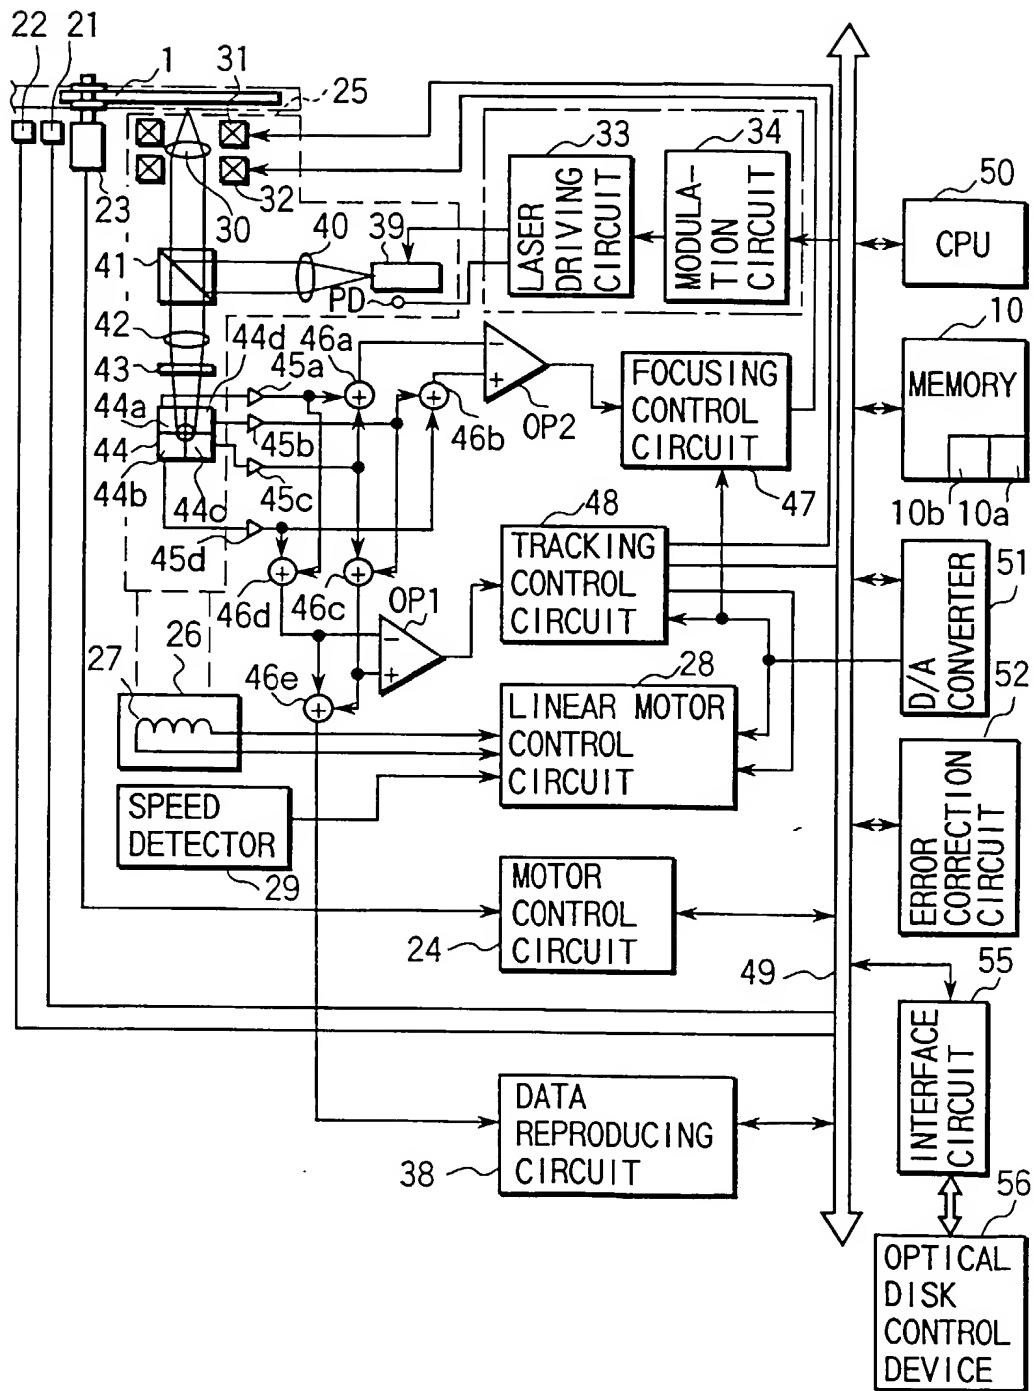 22 21 1 31
25
33 34
LASER
DRIVING
CIRCUIT
MODULA-
TION
CIRCUIT
32
23 30
50
CPU
40 39
41
PD
10
MEMORY
10b 10a
42 44d 46a
43 45a
44a
44
44b 44c
45b
45c
45d
46b
OP2
FOCUSING
CONTROL
CIRCUIT
47
48
TRACKING
CONTROL
CIRCUIT
46d 46c
OP1
51
D/A
CONVERTER
26
27
46e
28
LINEAR MOTOR
CONTROL
CIRCUIT
52
ERROR
CORRECTION
CIRCUIT
SPEED
DETECTOR
29
MOTOR
CONTROL
CIRCUIT
24
49
55
INTERFACE
CIRCUIT
DATA
REPRODUCING
CIRCUIT
38
56
OPTICAL
DISK
CONTROL
DEVICE